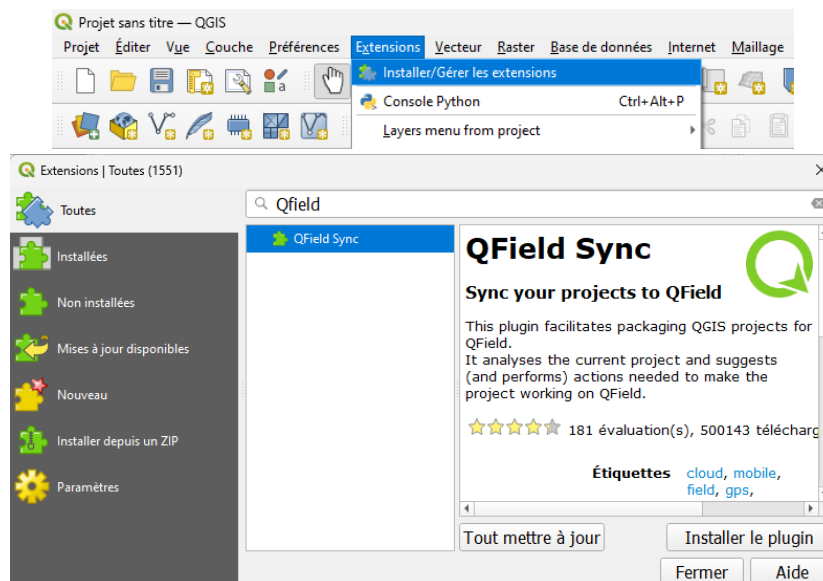 Projet sans titre — QGIS
Projet Éditer Vue Couche Préférences Extensions Vecteur Raster Base de données Internet Maillage
Installer/Gérer les extensions
Console Python Ctrl+Alt+P
Layers menu from project
Extensions | Toutes (1551)
Toutes
Qfield
Installées
Non installées
Mises à jour disponibles
Nouveau
Installer depuis un ZIP
Paramètres
QField Sync
QField Sync
Sync your projects to QField
This plugin facilitates packaging QGIS projects for
QField.
It analyses the current project and suggests
(and performs) actions needed to make the
project working on QField.
181 évaluation(s), 500143 télécharg
Étiquettes cloud, mobile,
field, gps,
Tout mettre à jour Installer le plugin
Fermer Aide